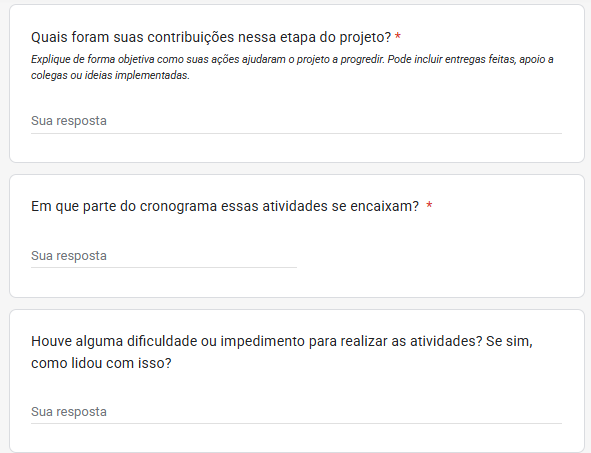 Quais foram suas contribuições nessa etapa do projeto? *
Explique de forma objetiva como suas ações ajudaram o projeto a progredir. Pode incluir entregas feitas, apoio a
colegas ou ideias implementadas.
Sua resposta
Em que parte do cronograma essas atividades se encaixam? *
Sua resposta
Houve alguma dificuldade ou impedimento para realizar as atividades? Se sim,
como lidou com isso?
Sua resposta